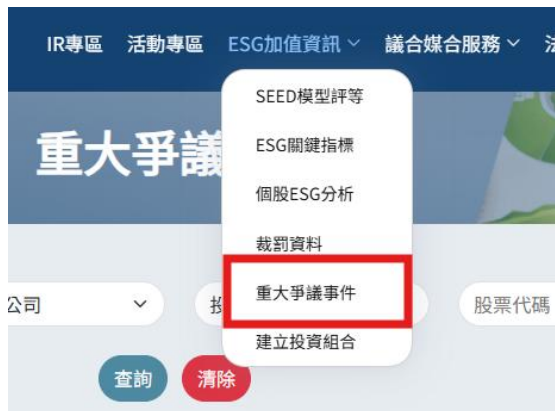 IR專區 活動專區 ESG加值資訊 議合媒合服務
SEED模型評等
重大爭議
ESG關鍵指標
個股ESG分析
裁罰資料
公司
重大爭議事件
股票代碼
建立投資組合
查詢 清除